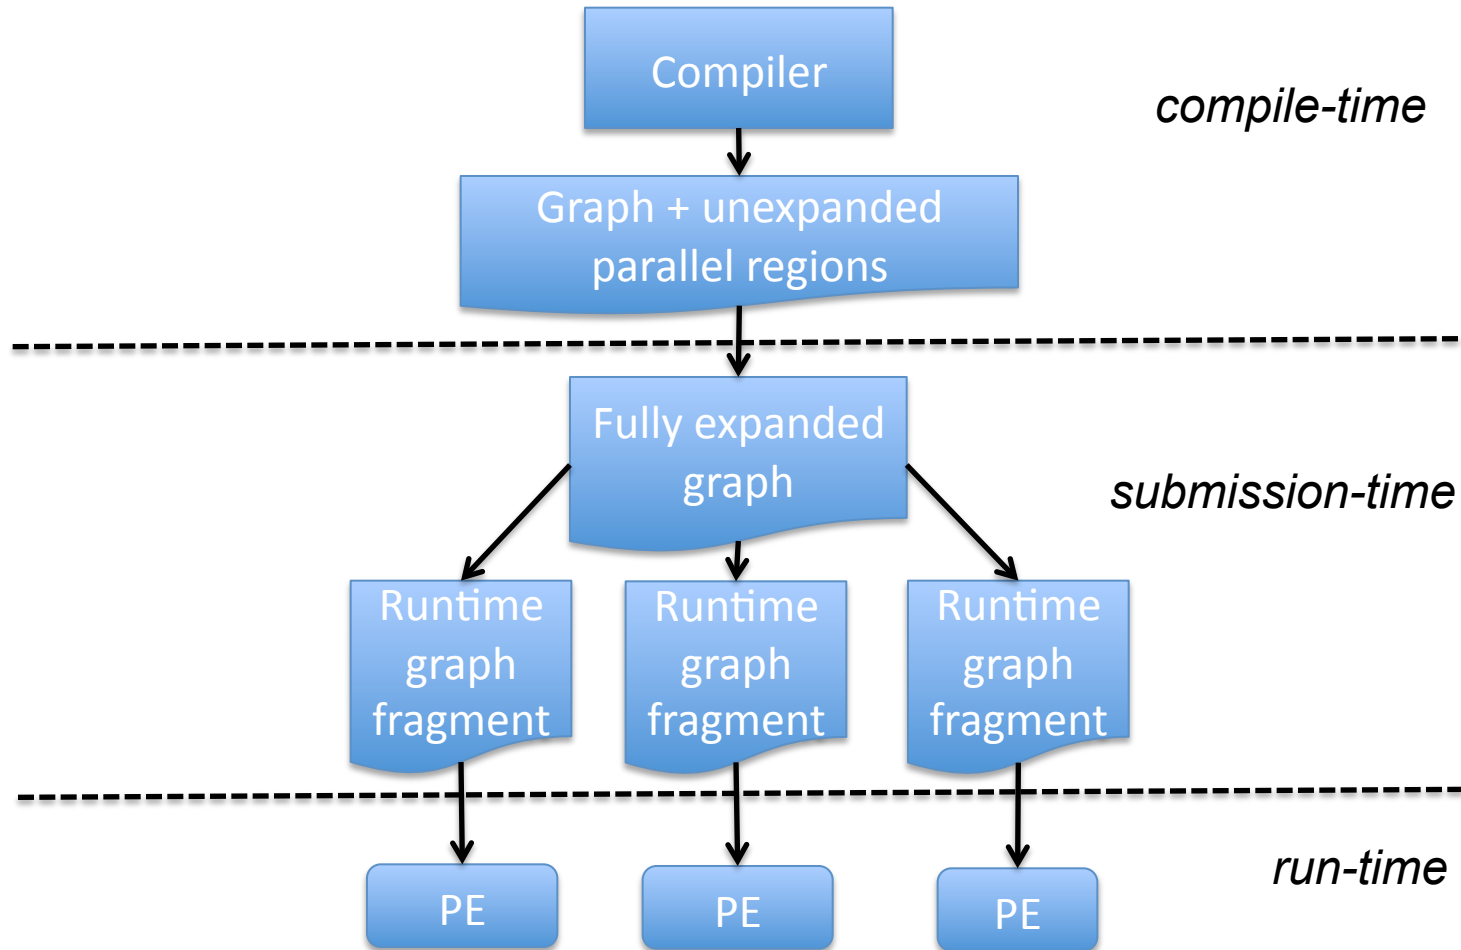 Compiler
compile-time
Graph + unexpanded
parallel regions
Fully expanded
graph
submission-time
Runtime
graph
fragment
Runtime
graph
fragment
Runtime
graph
fragment
run-time
PE
PE
PE